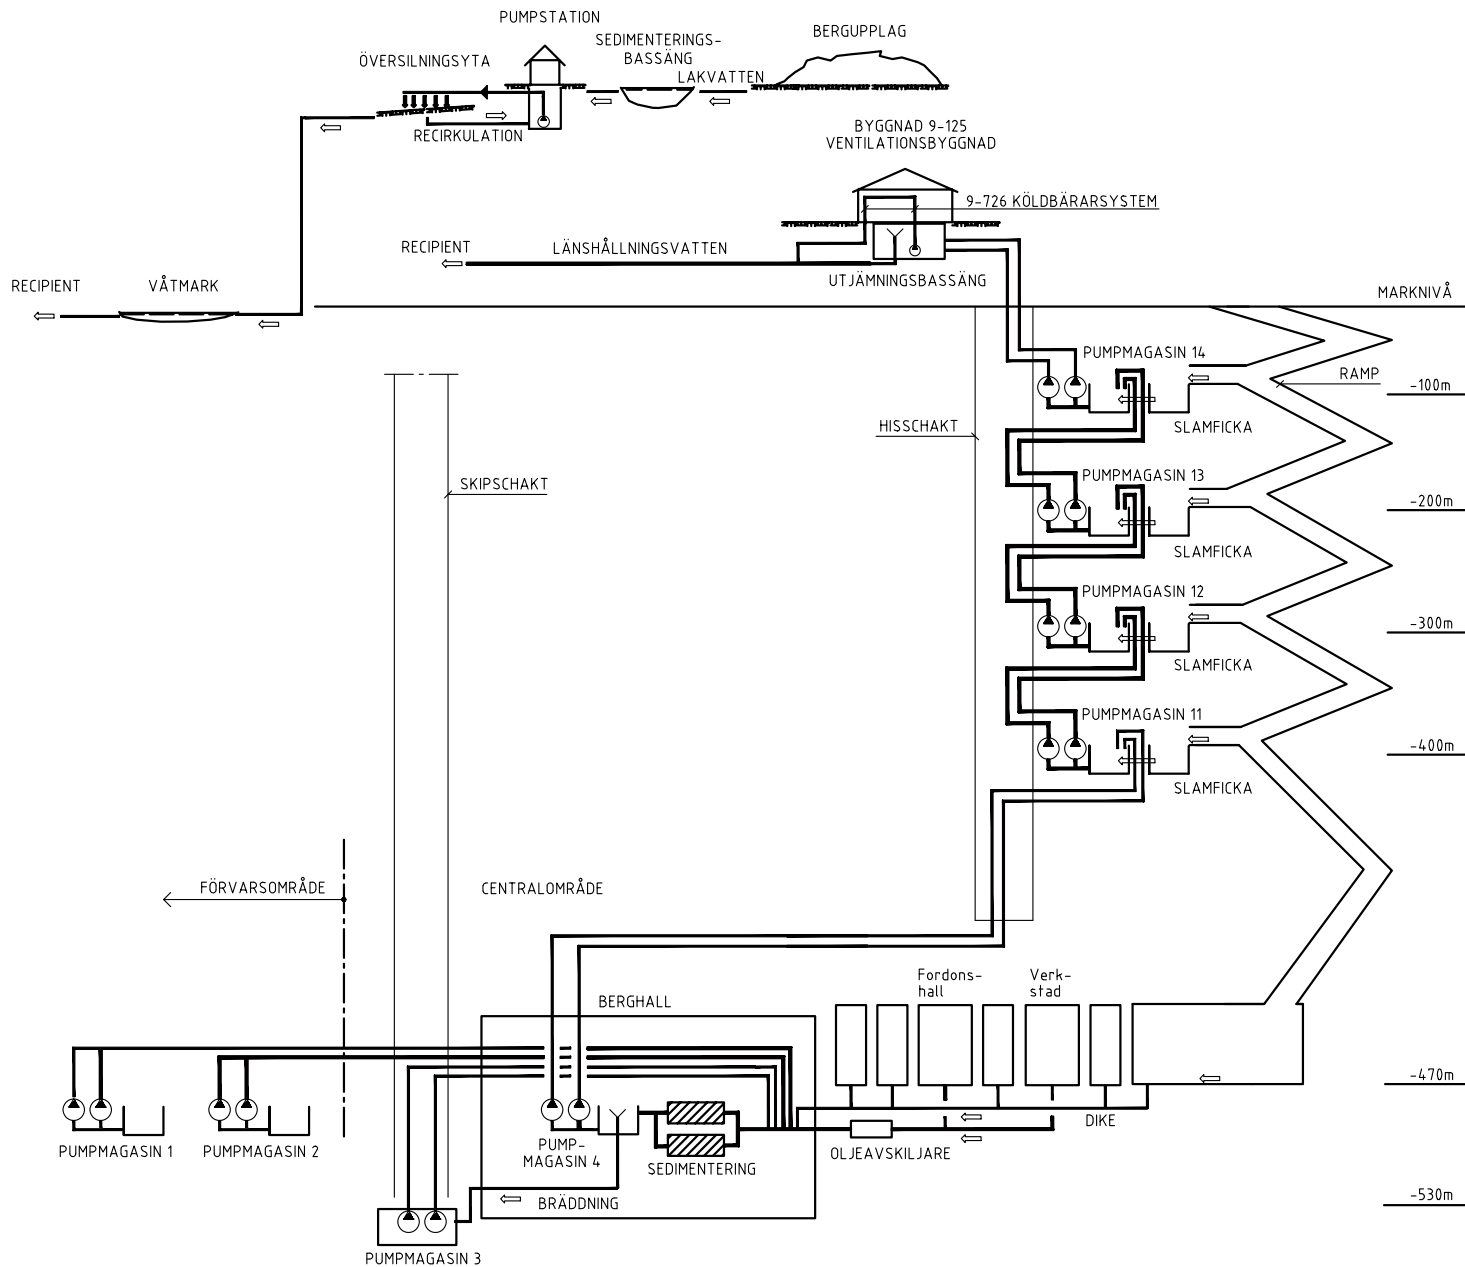 PUMPSTATION
SEDIMENTERINGS-
BASSÄNG
BERGUPPLAG
ÖVERSILNINGSYTA
LAKVATTEN
RECIRKULATION
BYGGNAD 9-125
VENTILATIONSBYGGNAD
9-726 KÖLDBÄRARSYSTEM
RECIPIENT
LÄNSHÅLLNINGSVATTEN
UTJÄMNINGSBASSÄNG
RECIPIENT
VÅTMARK
MARKNIVÅ
PUMPMAGASIN 14
RAMP
-100m
HISSCHAKT
SLAMFICKA
PUMPMAGASIN 13
SKIPSCHAKT
-200m
SLAMFICKA
PUMPMAGASIN 12
-300m
SLAMFICKA
PUMPMAGASIN 11
-400m
SLAMFICKA
FÖRVARSOMRÅDE
CENTRALOMRÅDE
Fordons-
hall
Verk-
stad
BERGHALL
-470m
DIKE
PUMPMAGASIN 1
PUMPMAGASIN 2
PUMP-
MAGASIN 4
SEDIMENTERING
OLJEAVSKILJARE
BRÄDDNING
-530m
PUMPMAGASIN 3